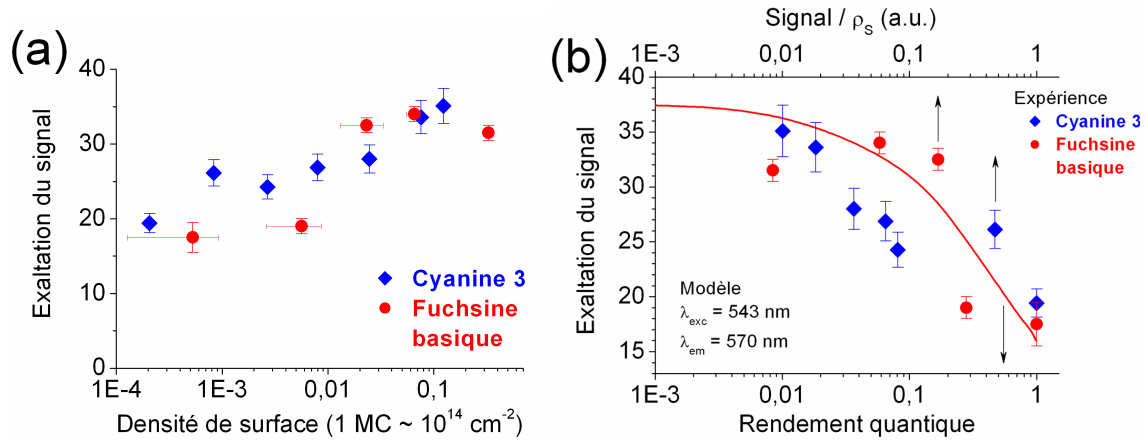 (a)
Exaltation du signal
40
30
20
10
0
1E-4
1E-3
0,01
0,1
Densité de surface (1 MC ~ 10^14 cm^-2)
Cyanine 3
Fuchsine
basique
(b)
Signal / ρS (a.u.)
1E-3
0,01
0,1
1
Exaltation du signal
40
35
30
25
20
15
Expérience
Cyanine 3
Fuchsine
basique
Modèle
λexc = 543 nm
λem = 570 nm
1E-3
0,01
0,1
1
Rendement quantique